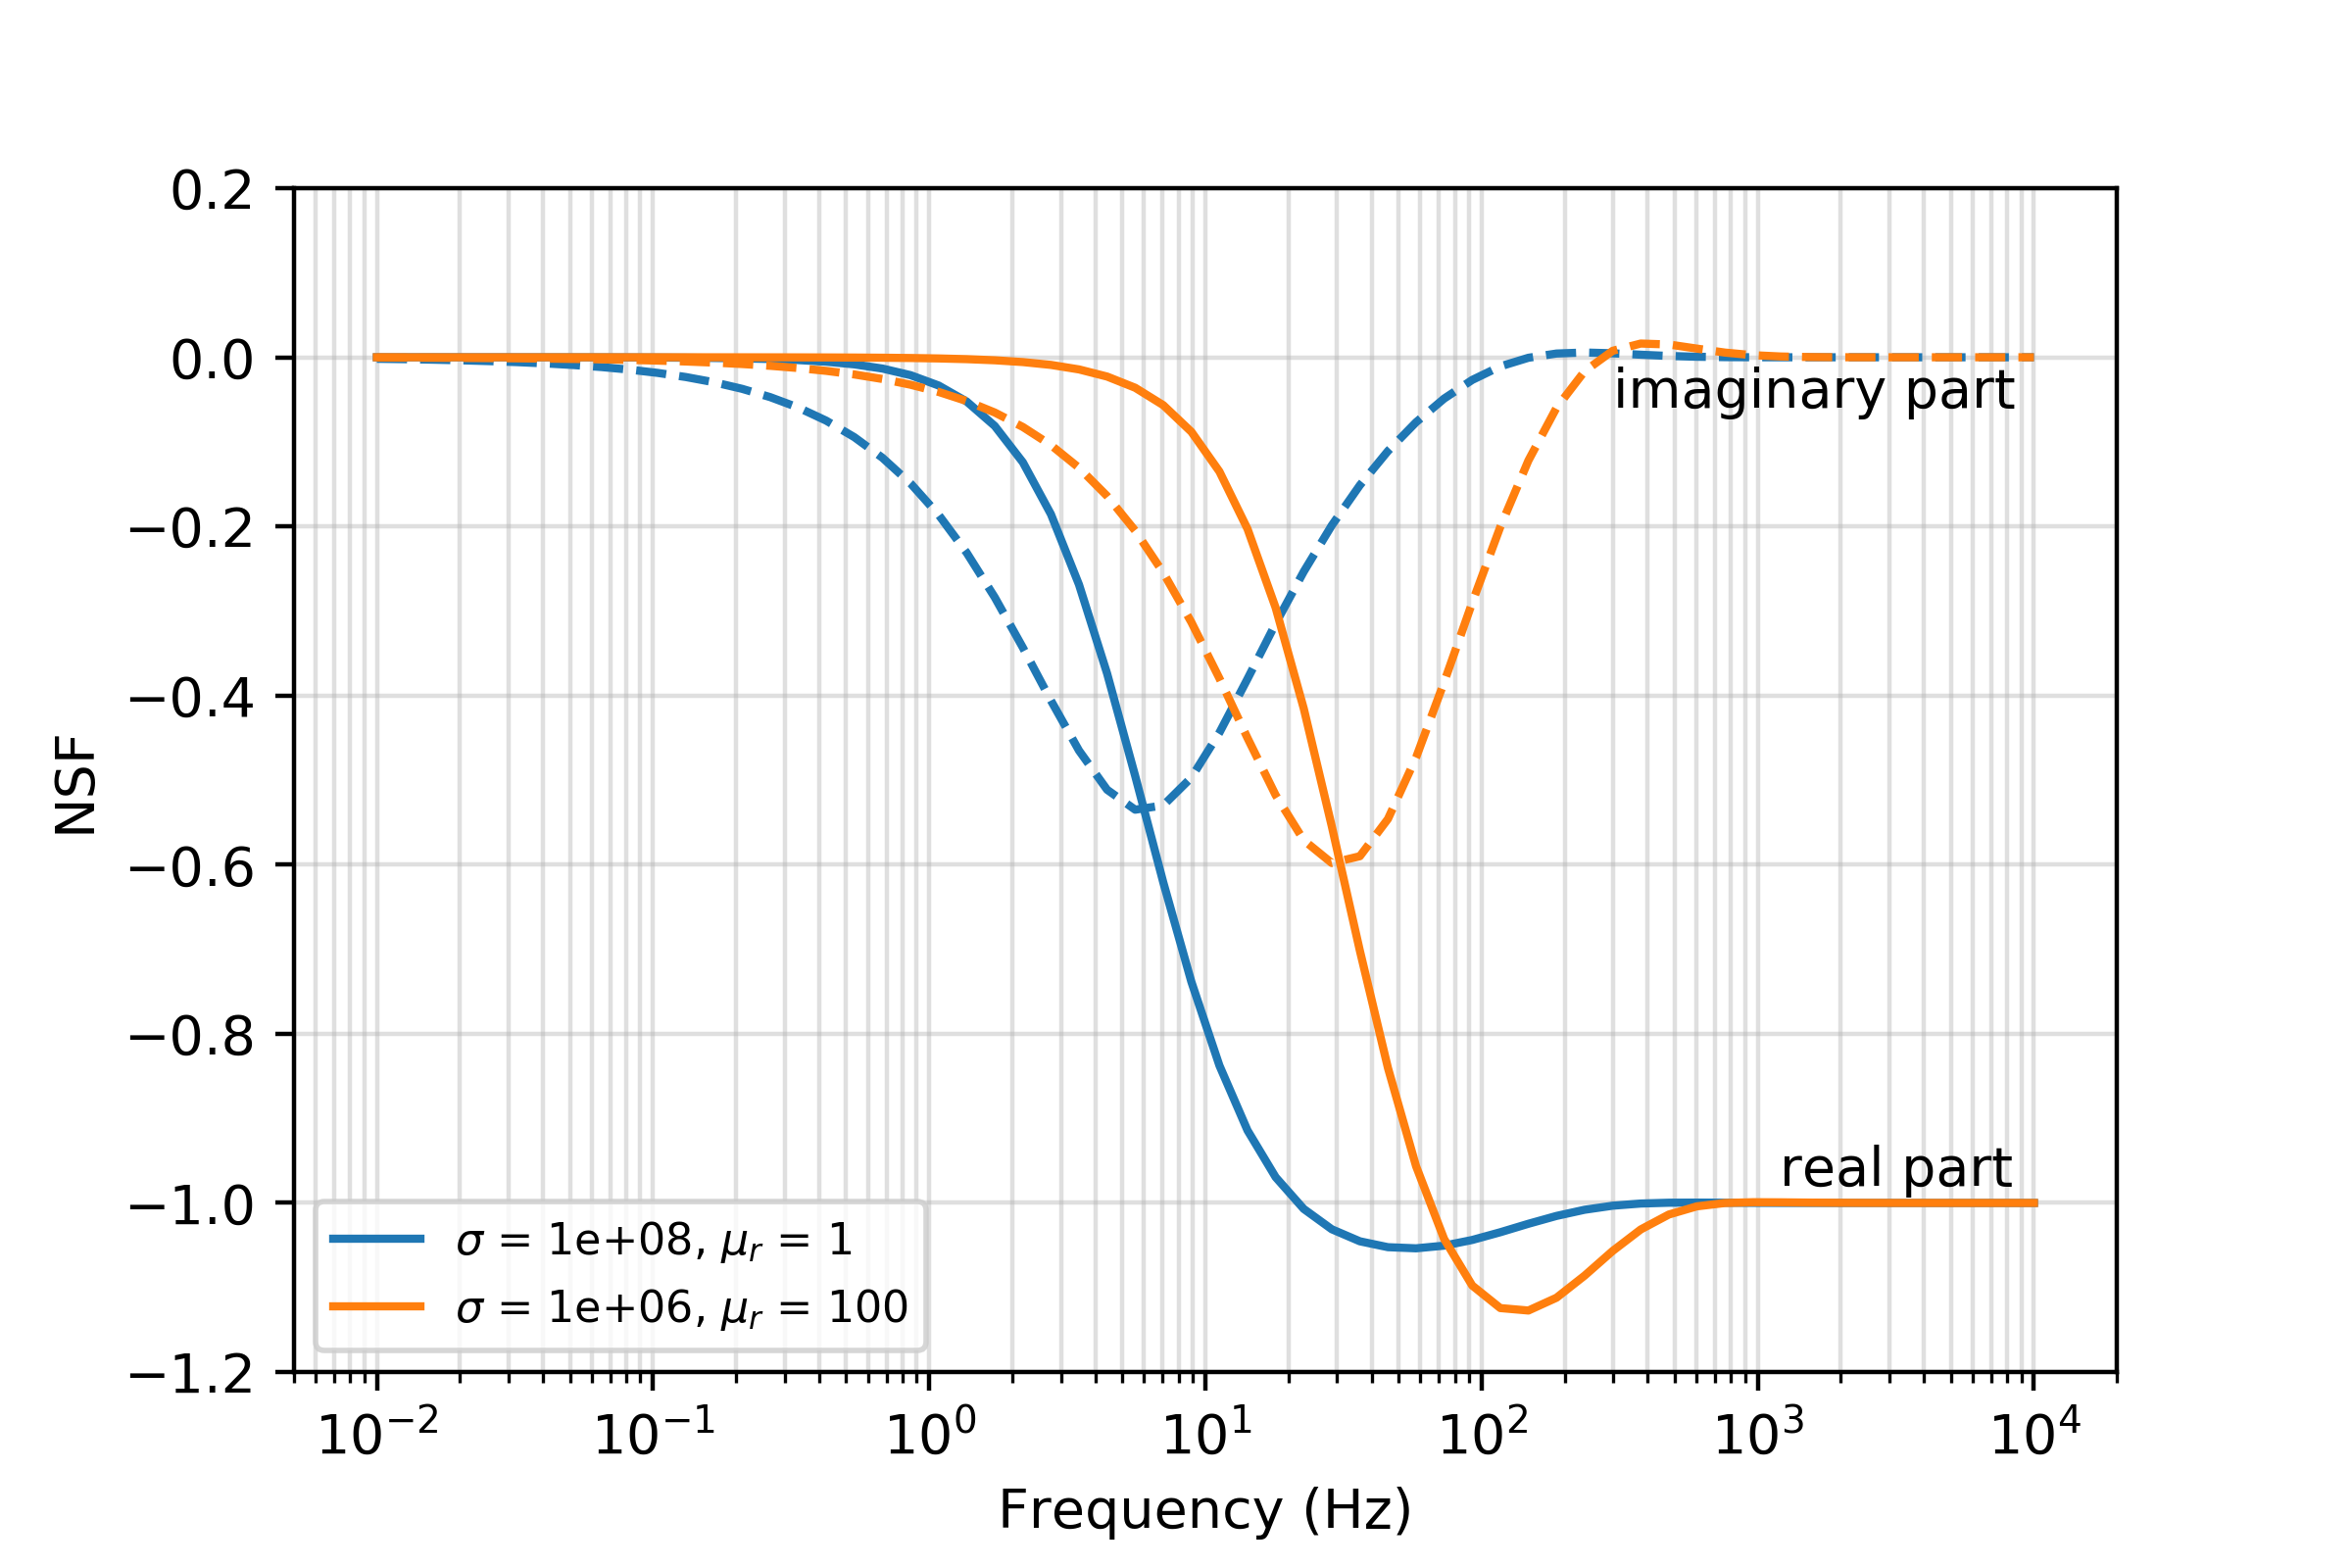 0.2
0.0
−0.2
−0.4
−0.6
−0.8
−1.0
−1.2
NSF
imaginary part
real part
σ = 1e+08, μᵣ = 1
σ = 1e+06, μᵣ = 100
10⁻² 10⁻¹ 10⁰ 10¹ 10² 10³ 10⁴
Frequency (Hz)